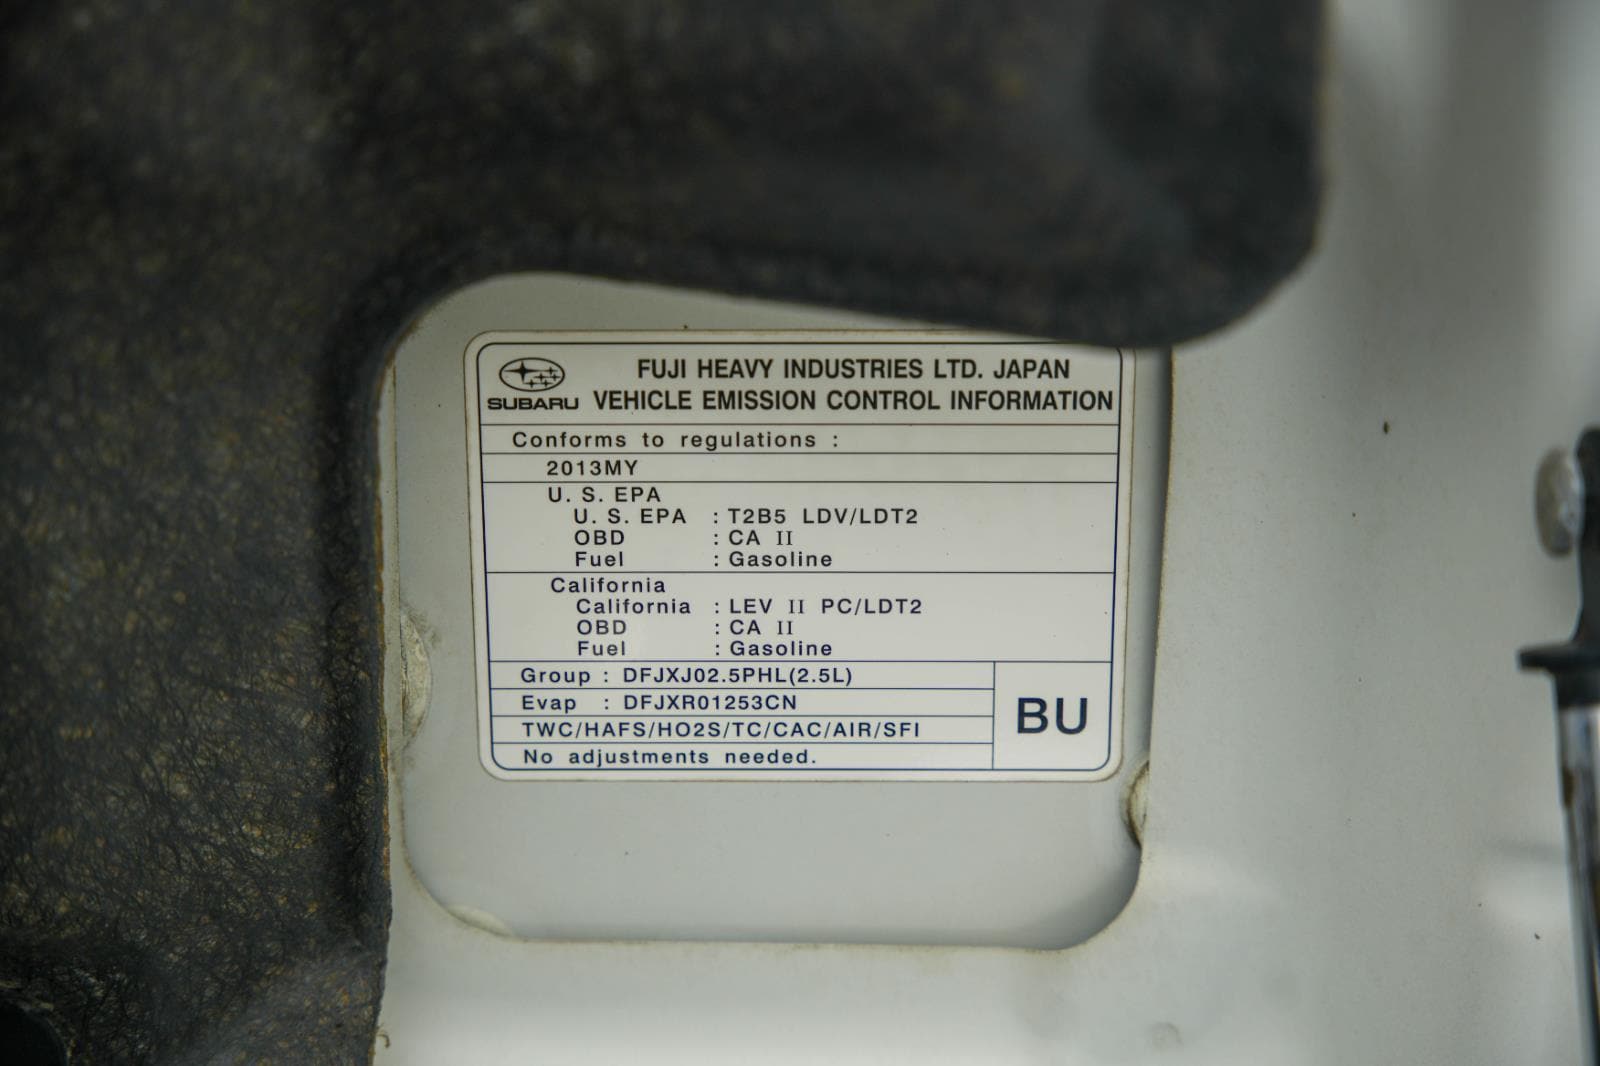 FUJI HEAVY INDUSTRIES LTD. JAPAN
SUBARU VEHICLE EMISSION CONTROL INFORMATION
Conforms to regulations :
2013MY
U. S. EPA
U. S. EPA : T2B5 LDV/LDT2
OBD : CA II
Fuel : Gasoline
California
California : LEV II PC/LDT2
OBD : CA II
Fuel : Gasoline
Group : DFJXJ02.5PHL(2.5L)
Evap : DFJXR01253CN
BU
TWC/HAFS/HO2S/TC/CAC/AIR/SFI
No adjustments needed.